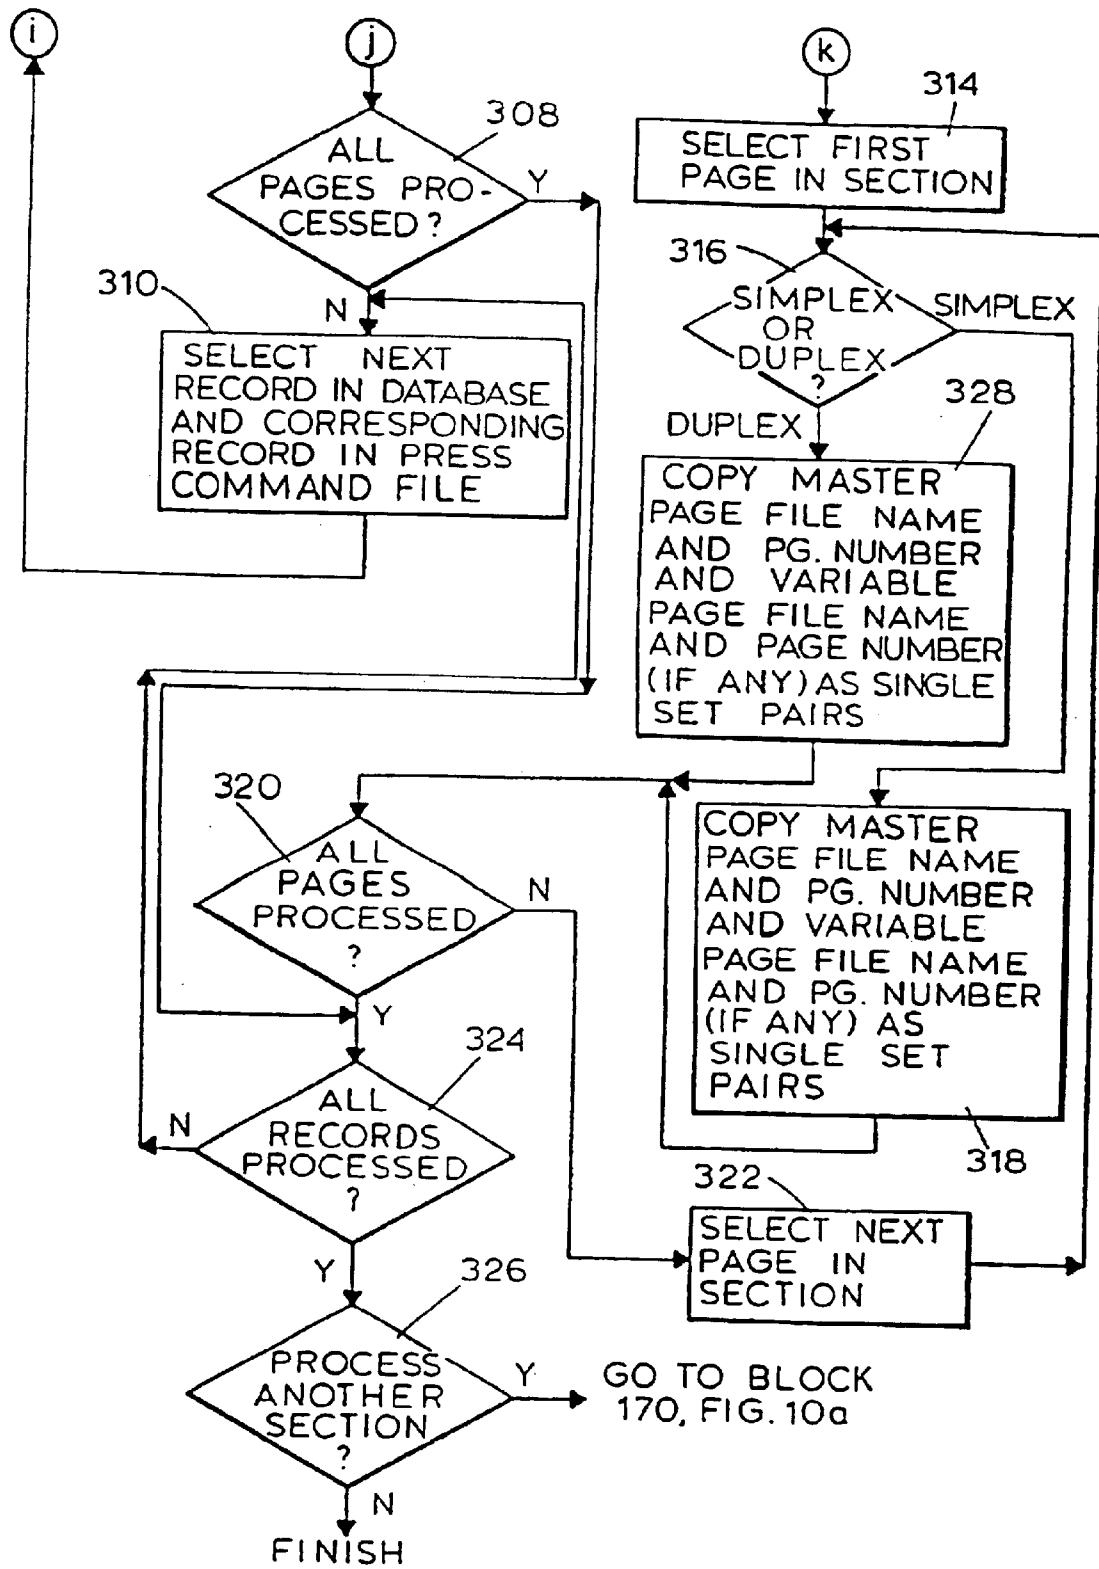 i
j
308
ALL
PAGES PRO-
CESSED?
Y
N
310
SELECT NEXT
RECORD IN DATABASE
AND CORRESPONDING
RECORD IN PRESS
COMMAND FILE
k
314
SELECT FIRST
PAGE IN SECTION
316
SIMPLEX
OR
DUPLEX
?
SIMPLEX
DUPLEX
328
COPY MASTER
PAGE FILE NAME
AND PG. NUMBER
AND VARIABLE
PAGE FILE NAME
AND PAGE NUMBER
(IF ANY) AS SINGLE
SET PAIRS
COPY MASTER
PAGE FILE NAME
AND PG. NUMBER
AND VARIABLE
PAGE FILE NAME
AND PG. NUMBER
(IF ANY) AS
SINGLE SET
PAIRS
318
320
ALL
PAGES
PROCESSED
?
N
Y
322
SELECT NEXT
PAGE IN
SECTION
324
ALL
RECORDS
PROCESSED
?
N
Y
326
PROCESS
ANOTHER
SECTION
?
Y
GO TO BLOCK
170, FIG. 10a
N
FINISH